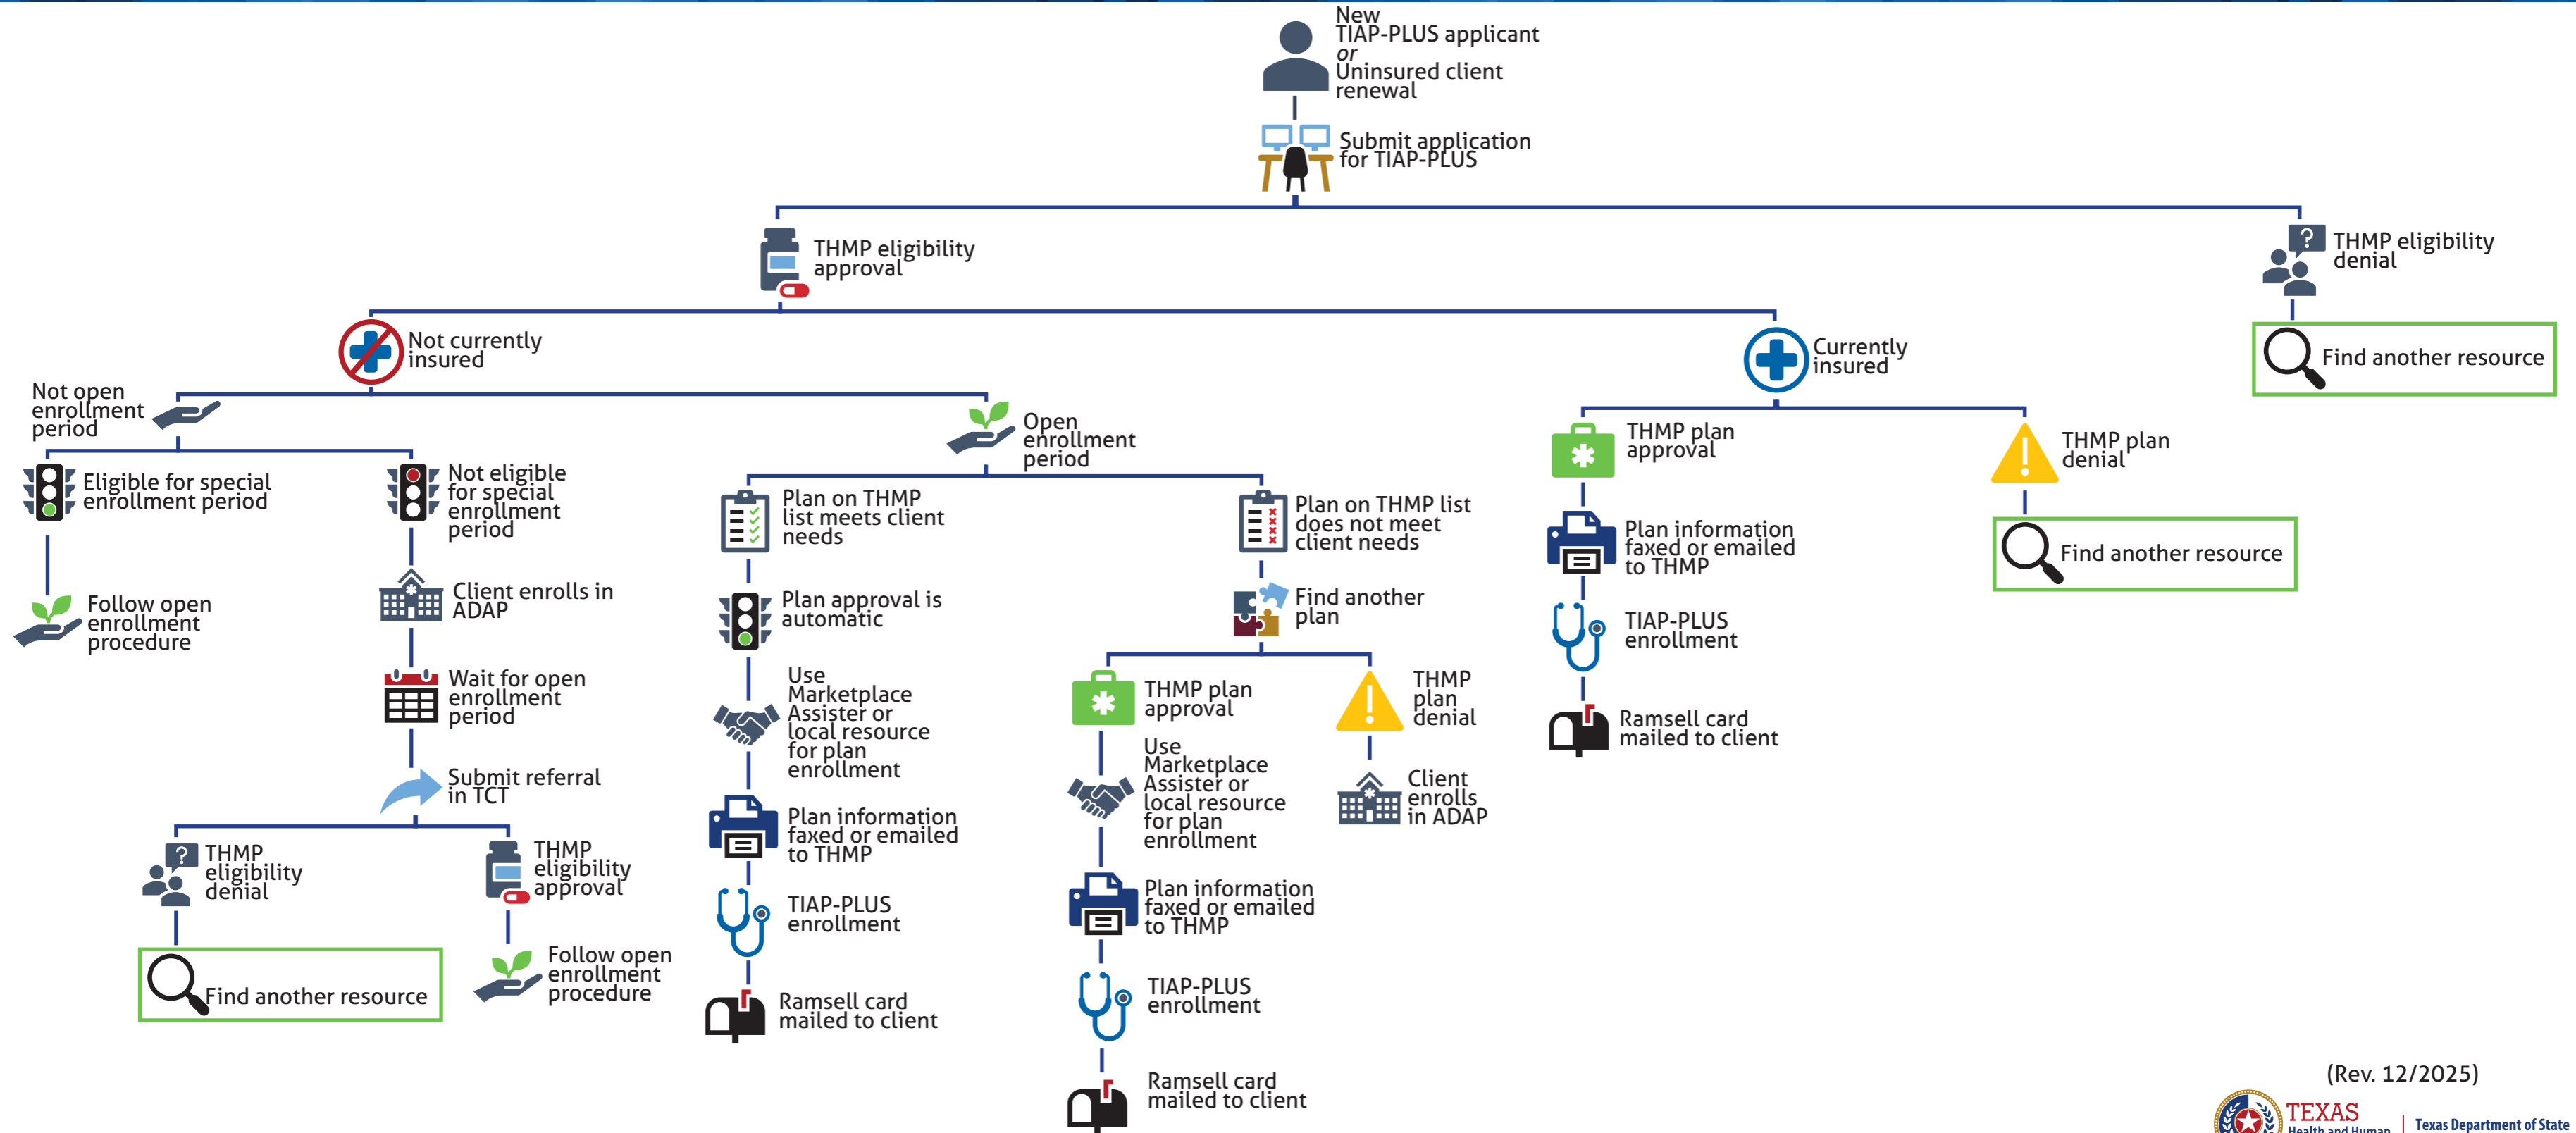 New
TIAP-PLUS applicant
or
Uninsured client
renewal
Submit application
for TIAP-PLUS
THMP eligibility
approval
?
THMP eligibility
denial
Find another resource
Not currently
insured
Currently
insured
Not open
enrollment
period
Open
enrollment
period
Eligible for special
enrollment period
Not eligible
for special
enrollment
period
Follow open
enrollment
procedure
Client enrolls in
ADAP
Wait for open
enrollment
period
Submit referral
in TCT
?
THMP
eligibility
denial
THMP
eligibility
approval
Find another resource
Follow open
enrollment
procedure
Plan on THMP
list meets client
needs
Plan approval is
automatic
Use
Marketplace
Assister or
local resource
for plan
enrollment
Plan information
faxed or emailed
to THMP
TIAP-PLUS
enrollment
Ramsell card
mailed to client
Plan on THMP list
does not meet
client needs
Find another
plan
THMP plan
approval
Use
Marketplace
Assister or
local resource
for plan
enrollment
Plan information
faxed or emailed
to THMP
TIAP-PLUS
enrollment
Ramsell card
mailed to client
THMP
plan
denial
Client
enrolls
in ADAP
THMP plan
approval
Plan information
faxed or emailed
to THMP
TIAP-PLUS
enrollment
Ramsell card
mailed to client
THMP plan
denial
Find another resource
(Rev. 12/2025)
TEXAS
Health and Human
Texas Department of State